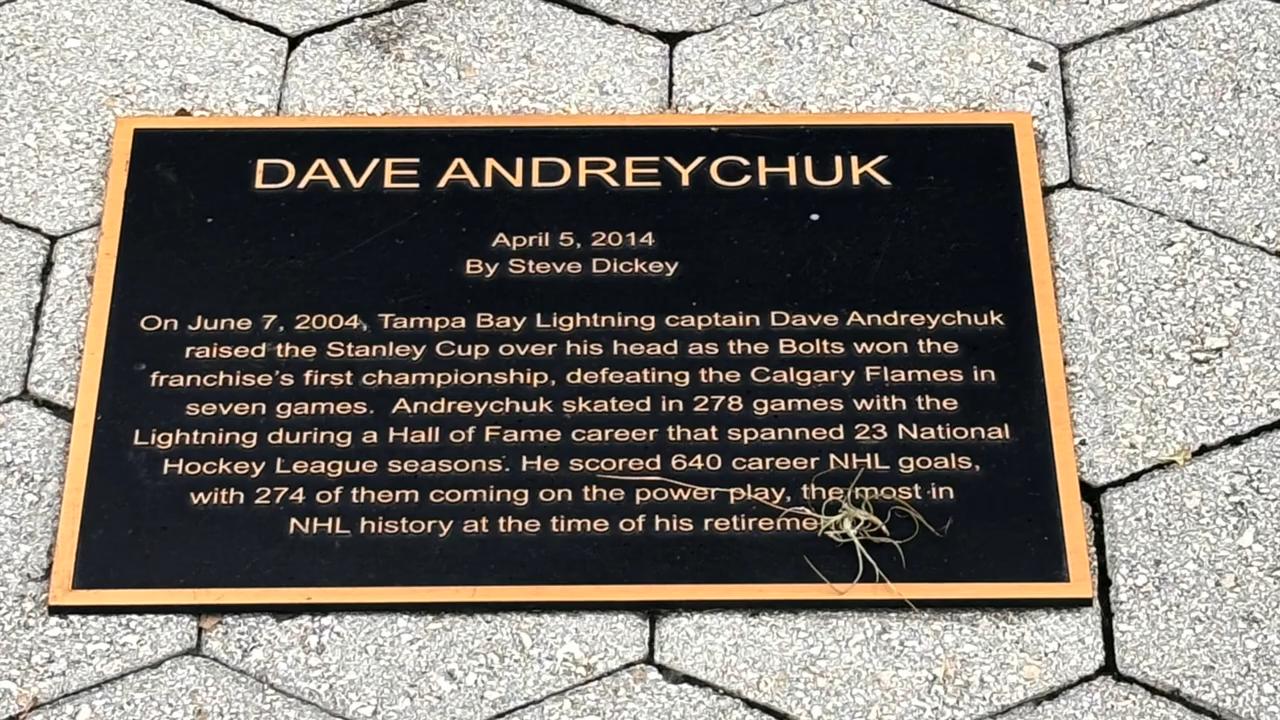 DAVE ANDREYCHUK
April 5, 2014
By Steve Dickey
On June 7, 2004, Tampa Bay Lightning captain Dave Andreychuk
raised the Stanley Cup over his head as the Bolts won the
franchise's first championship, defeating the Calgary Flames in
seven games. Andreychuk skated in 278 games with the
Lightning during a Hall of Fame career that spanned 23 National
Hockey League seasons. He scored 640 career NHL goals,
with 274 of them coming on the power play, the most in
NHL history at the time of his